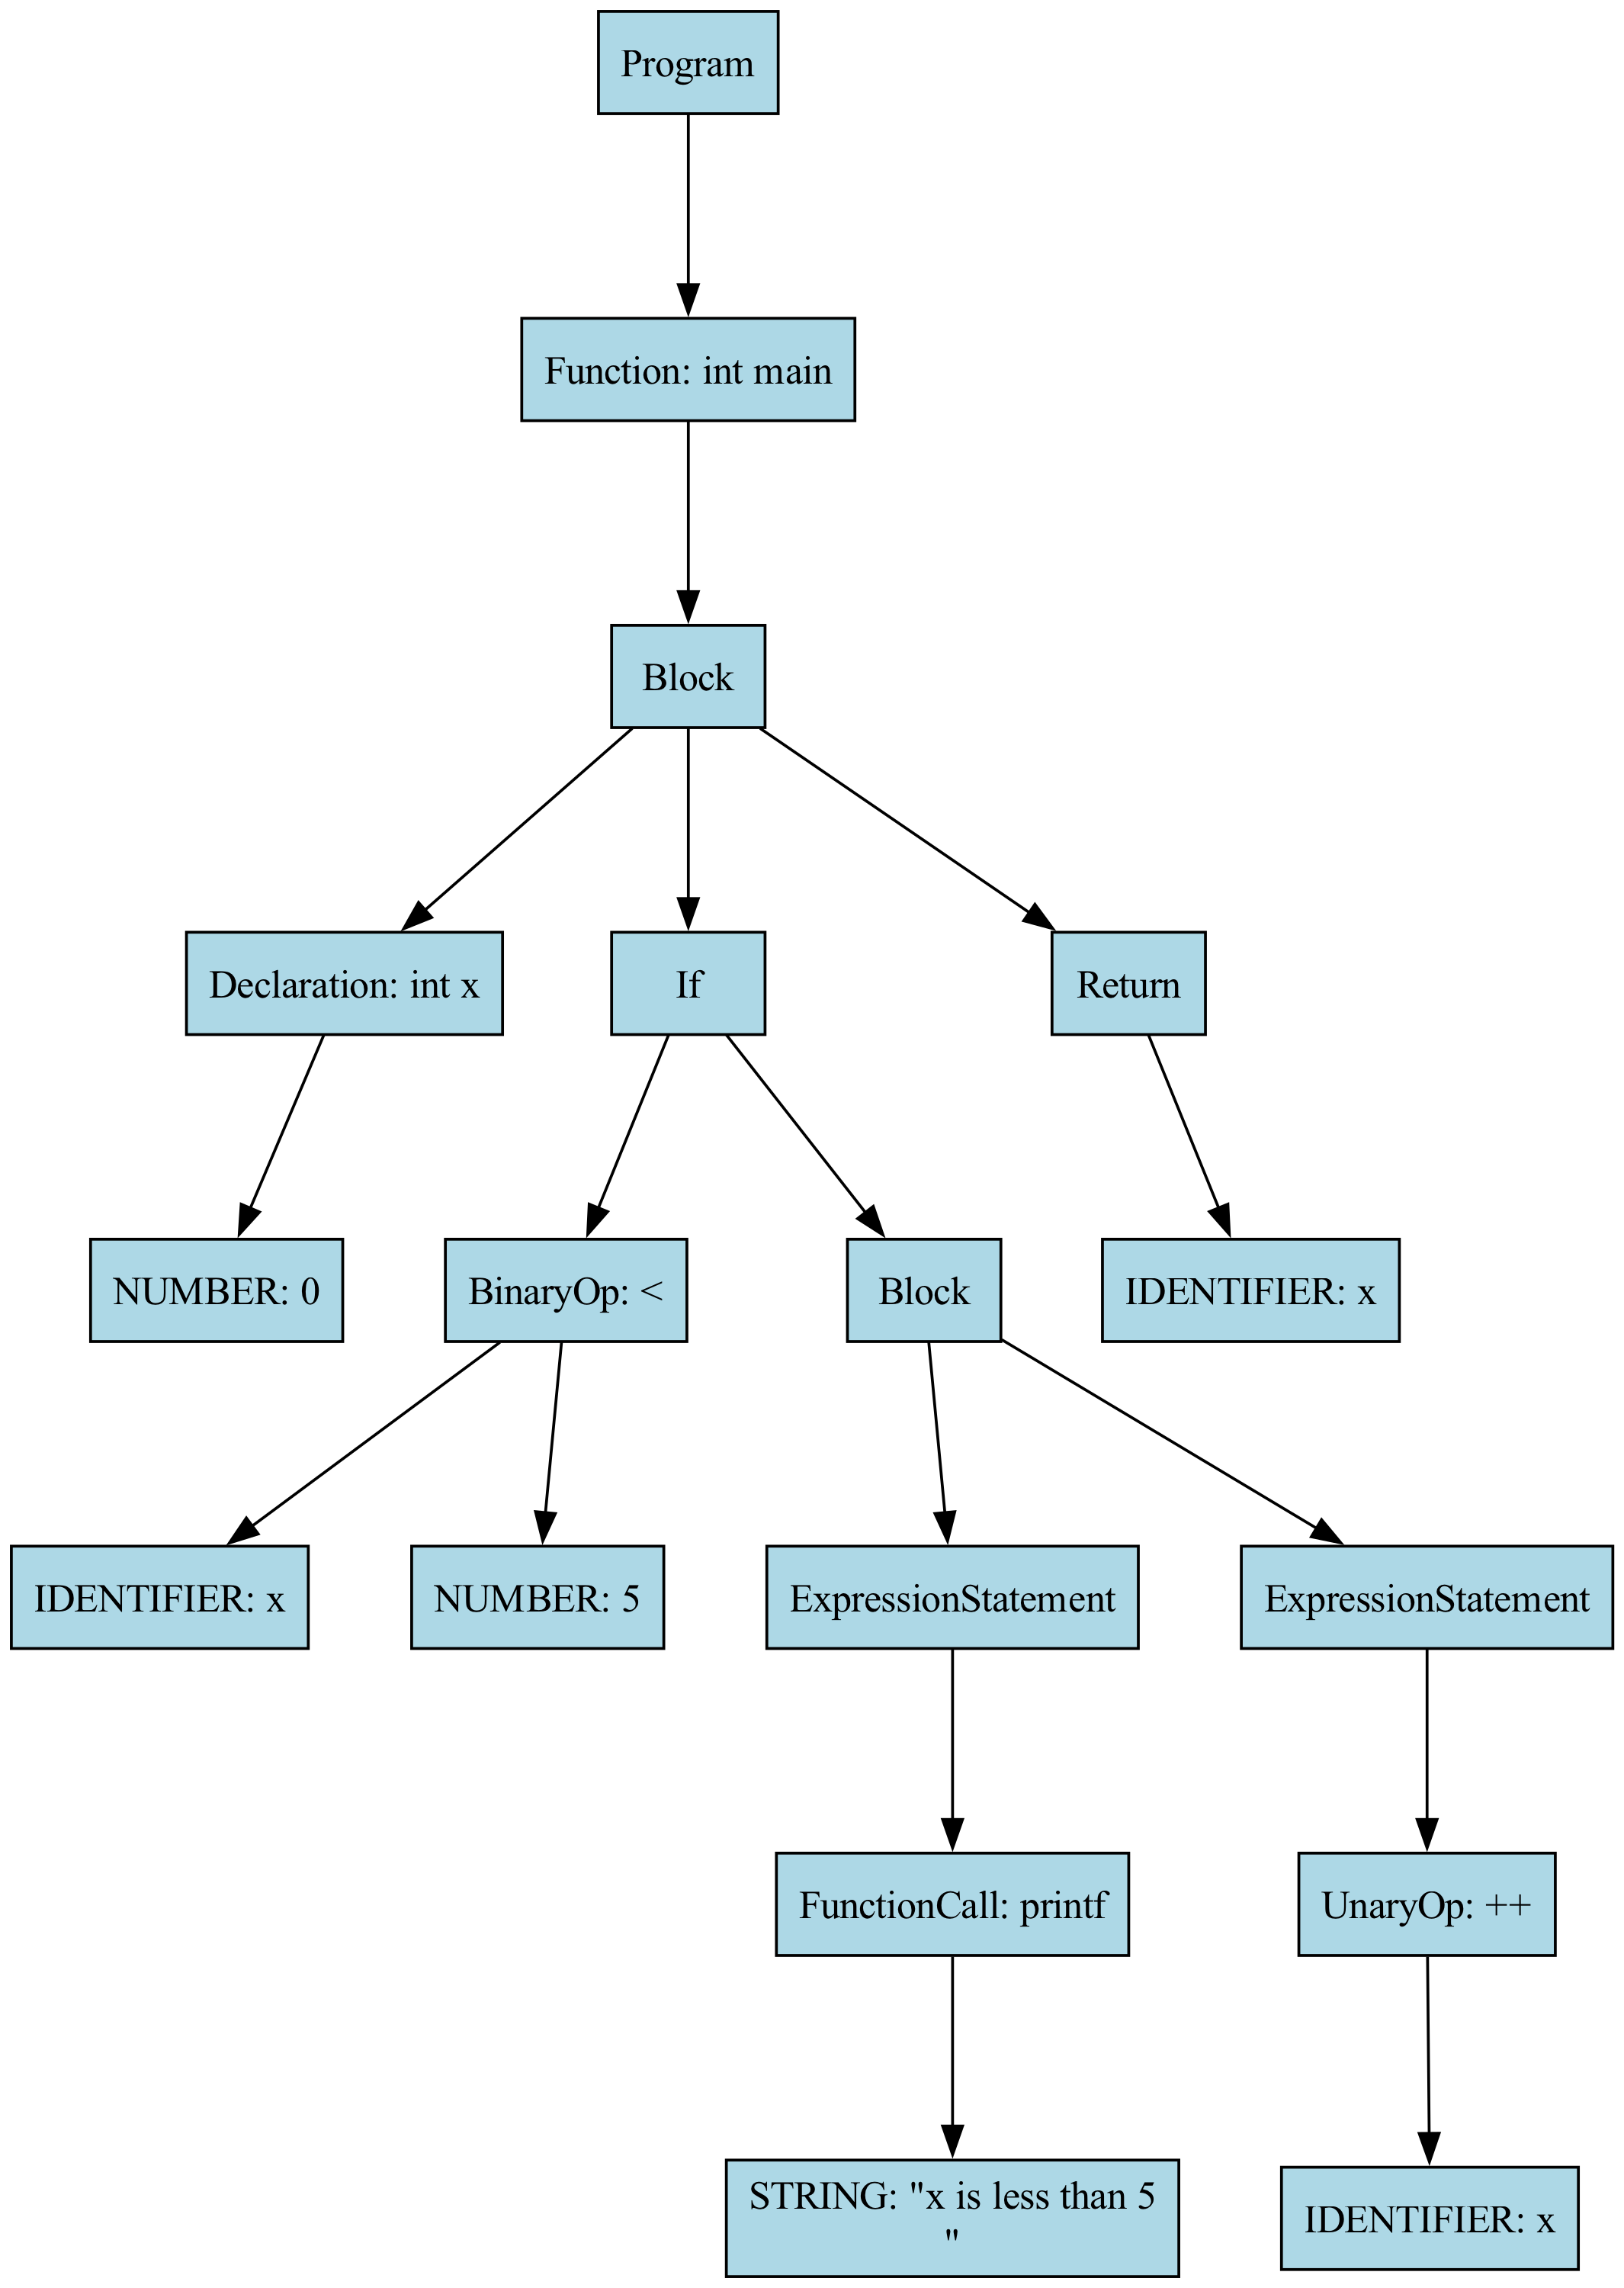 Program
Function: int main
Block
Declaration: int x
If
Return
NUMBER: 0
BinaryOp: <
Block
IDENTIFIER: x
IDENTIFIER: x
NUMBER: 5
ExpressionStatement
ExpressionStatement
FunctionCall: printf
UnaryOp: ++
STRING: "x is less than 5
"
IDENTIFIER: x